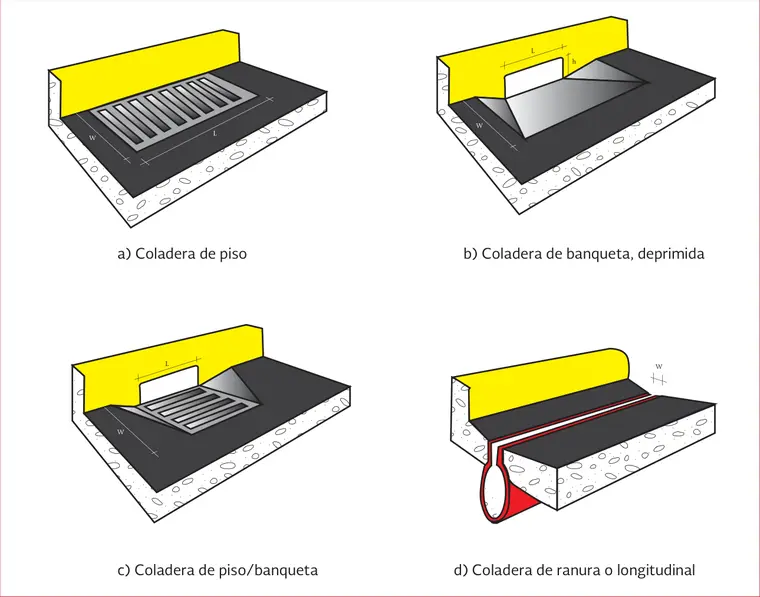 W
L
a) Coladera de piso
L
h
W
b) Coladera de banqueta, deprimida
L
W
c) Coladera de piso/banqueta
W
d) Coladera de ranura o longitudinal